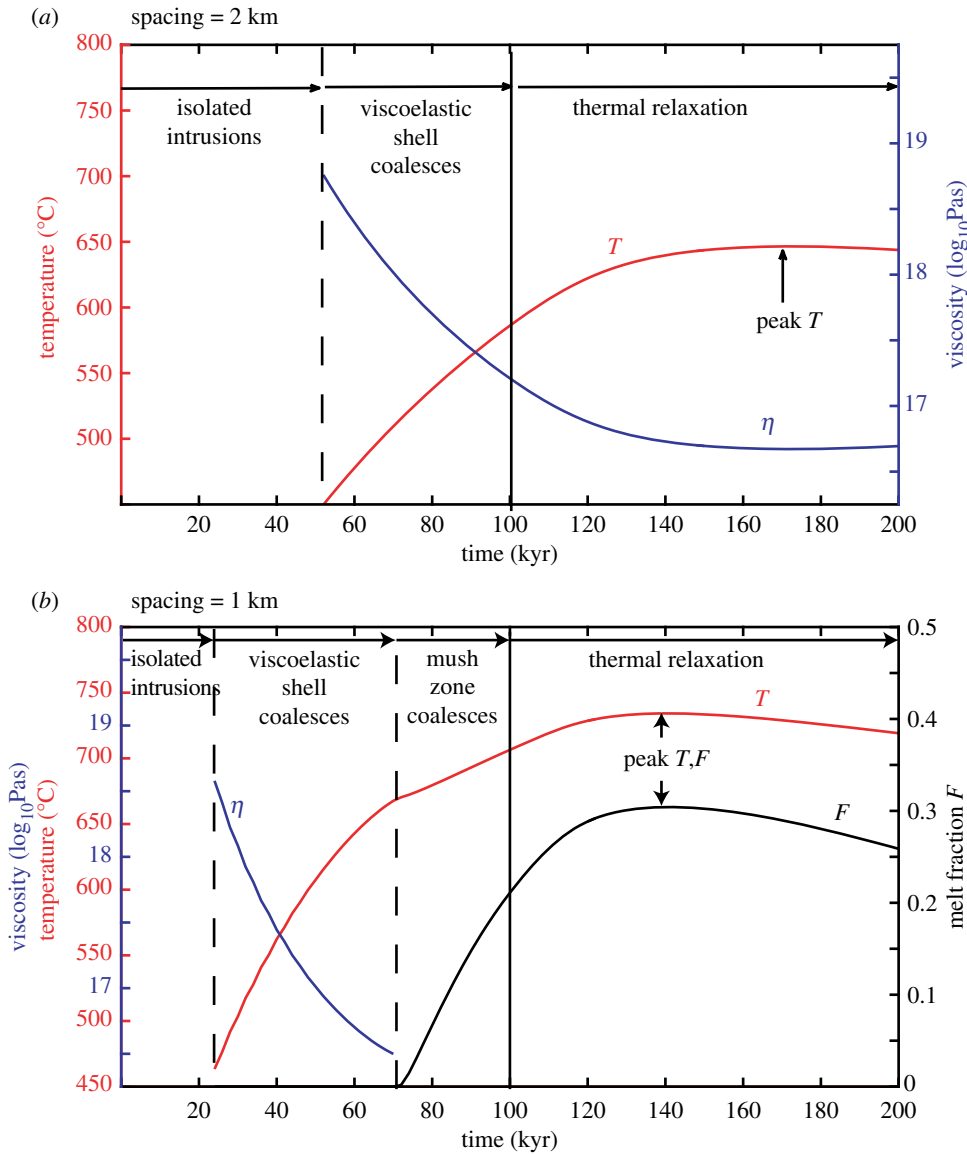 (a) spacing = 2 km
800
750
700
650
600
550
500
temperature (°C)
isolated
intrusions
viscoelastic
shell
coalesces
thermal relaxation
T
peak T
η
19
18
17
viscosity (log10Pas)
20 40 60 80 100 120 140 160 180 200
time (kyr)
(b) spacing = 1 km
800
750
19
700
650
18
600
550
17
500
450
viscosity (log10Pas)
temperature (°C)
isolated
intrusions
viscoelastic
shell
coalesces
mush
zone
coalesces
thermal relaxation
η
T
peak T,F
F
0.5
0.4
0.3
0.2
0.1
0
melt fraction F
20 40 60 80 100 120 140 160 180 200
time (kyr)